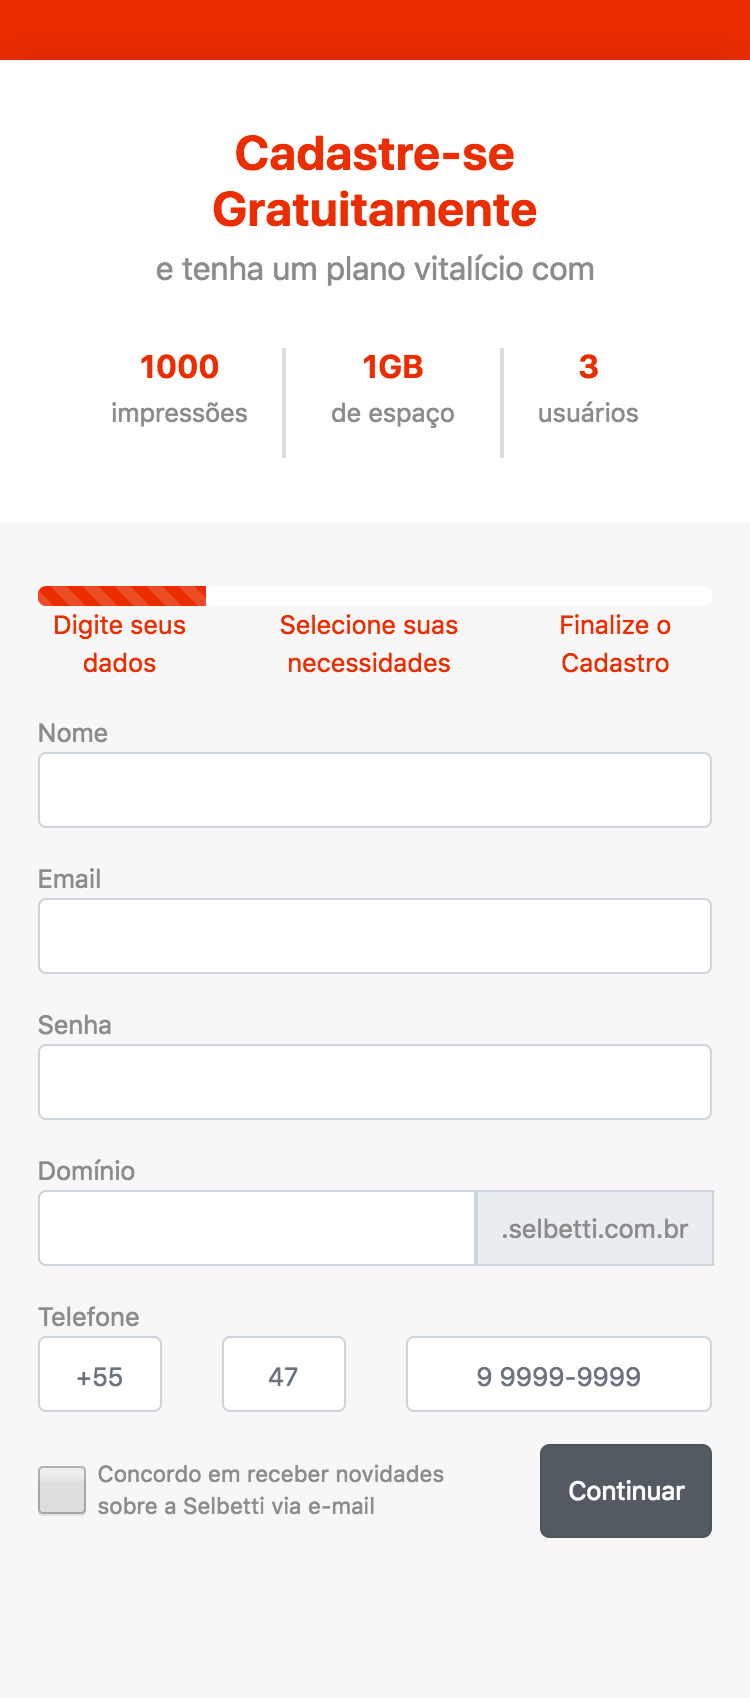 Cadastre-se
Gratuitamente
e tenha um plano vitalício com
1000
impressões
1GB
de espaço
3
usuários
Digite seus
dados
Selecione suas
necessidades
Finalize o
Cadastro
Nome
Email
Senha
Domínio
.selbetti.com.br
Telefone
+55
47
9 9999-9999
Concordo em receber novidades
sobre a Selbetti via e-mail
Continuar